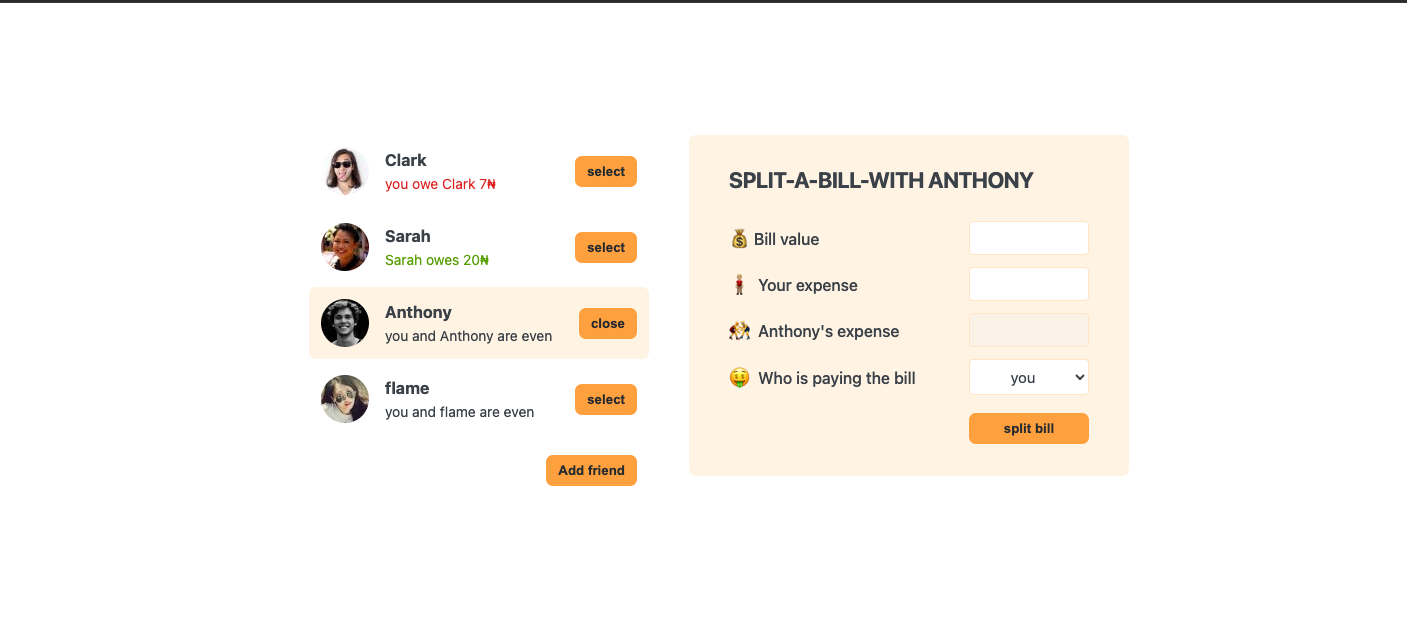 Clark
you owe Clark 7₦
select
Sarah
Sarah owes 20₦
select
Anthony
you and Anthony are even
close
flame
you and flame are even
select
Add friend
SPLIT-A-BILL-WITH ANTHONY
💰 Bill value
🧍 Your expense
👯 Anthony's expense
🤑 Who is paying the bill
you
split bill